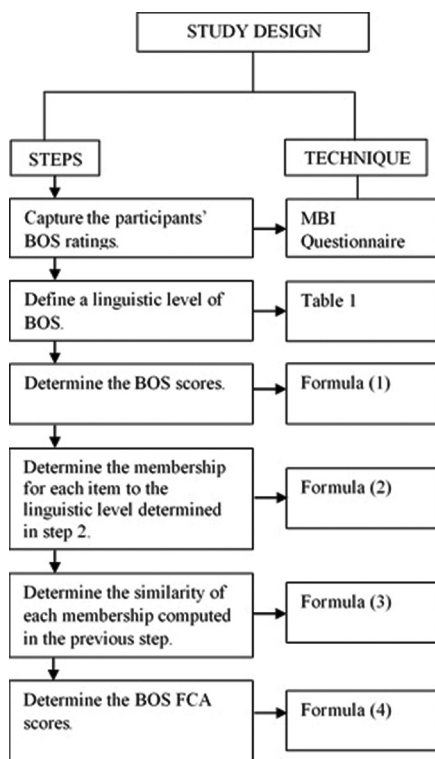 STUDY DESIGN
STEPS
TECHNIQUE
Capture the participants'
BOS ratings.
MBI
Questionnaire
Define a linguistic level of
BOS.
Table 1
Determine the BOS scores.
Formula (1)
Determine the membership
for each item to the
linguistic level determined
in step 2.
Formula (2)
Determine the similarity of
each membership computed
in the previous step.
Formula (3)
Determine the BOS FCA
scores.
Formula (4)